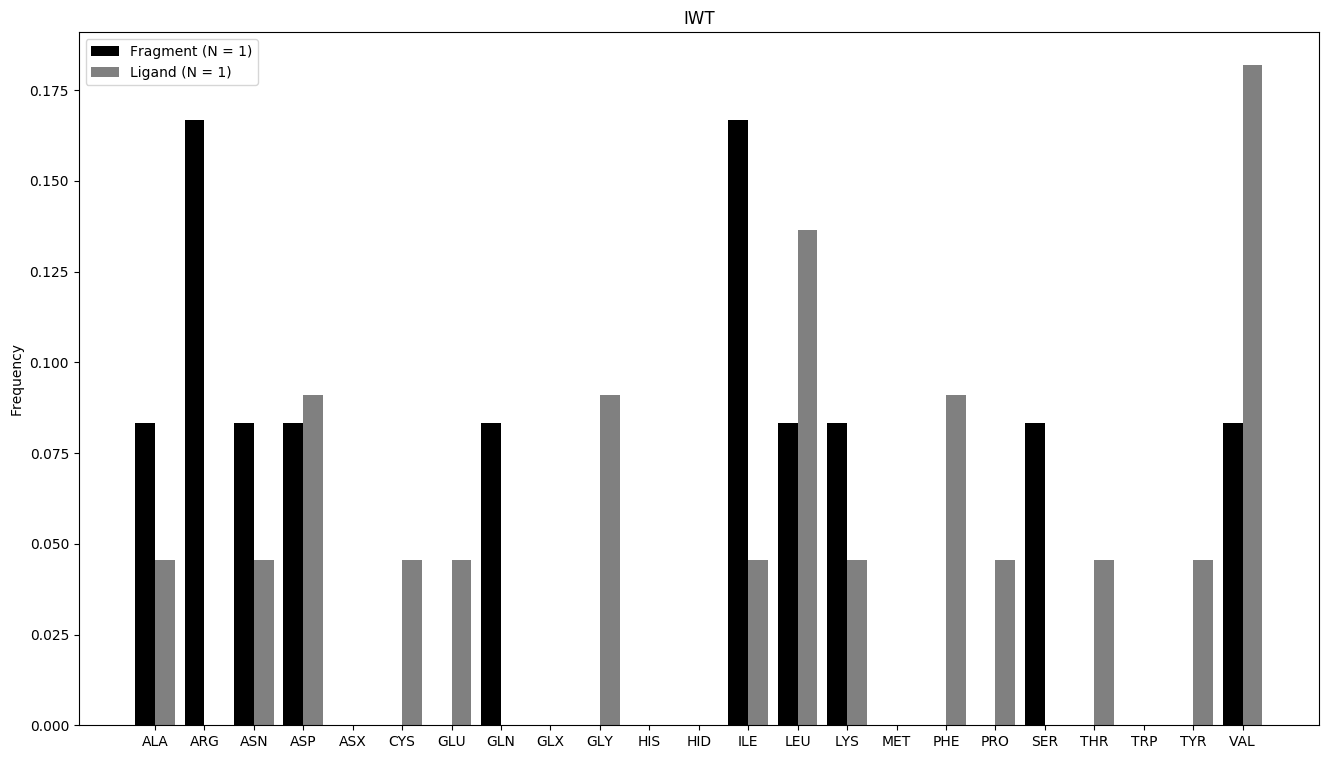 IWT
Fragment (N = 1)
Ligand (N = 1)
Frequency
0.175
0.150
0.125
0.100
0.075
0.050
0.025
0.000
ALA ARG ASN ASP ASX CYS GLU GLN GLX GLY HIS HID ILE LEU LYS MET PHE PRO SER THR TRP TYR VAL